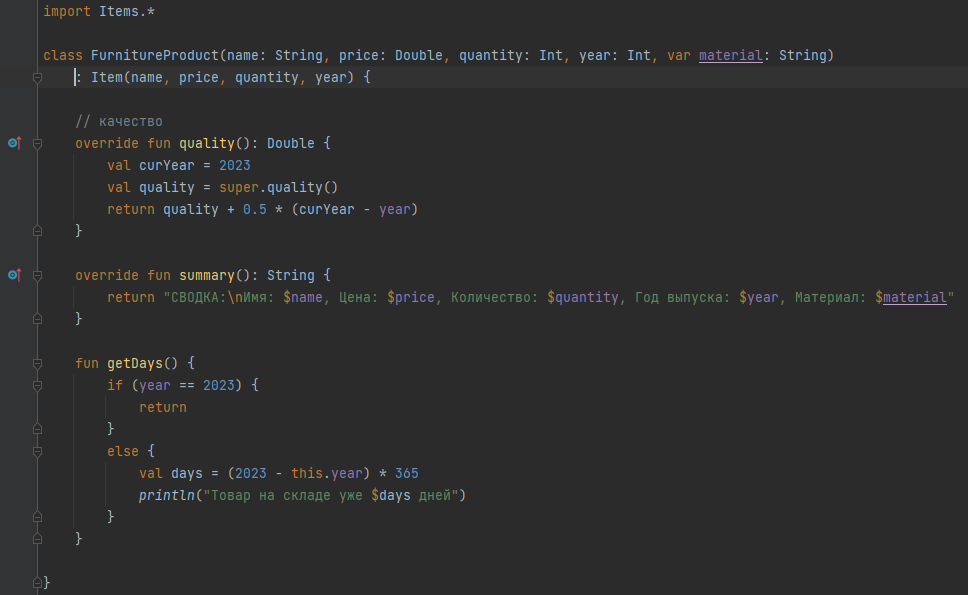 import Items.*
class FurnitureProduct(name: String, price: Double, quantity: Int, year: Int, var material: String)
    : Item(name, price, quantity, year) {
    // качество
    override fun quality(): Double {
        val curYear = 2023
        val quality = super.quality()
        return quality + 0.5 * (curYear - year)
    }
    override fun summary(): String {
        return "СВОДКА:\nИмя: $name, Цена: $price, Количество: $quantity, Год выпуска: $year, Материал: $material"
    }
    fun getDays() {
        if (year == 2023) {
            return
        }
        else {
            val days = (2023 - this.year) * 365
            println("Товар на складе уже $days дней")
        }
    }
}